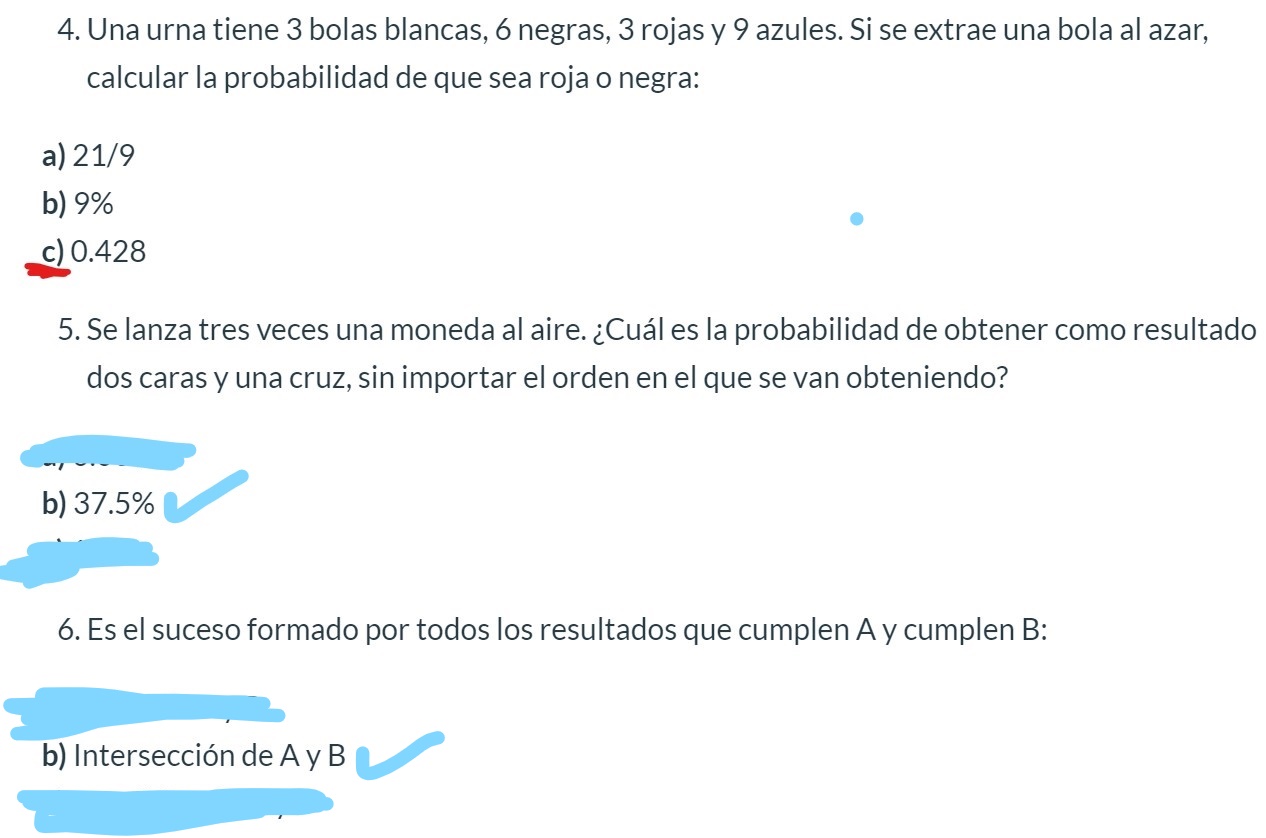 4. Una urna tiene 3 bolas blancas, 6 negras, 3 rojas y 9 azules. Si se extrae una bola al azar,
calcular la probabilidad de que sea roja o negra:
a) 21/9
b) 9%
c) 0.428
5. Se lanza tres veces una moneda al aire. ¿Cuál es la probabilidad de obtener como resultado
dos caras y una cruz, sin importar el orden en el que se van obteniendo?
b) 37.5%
6. Es el suceso formado por todos los resultados que cumplen A y cumplen B:
b) Intersección de A y B